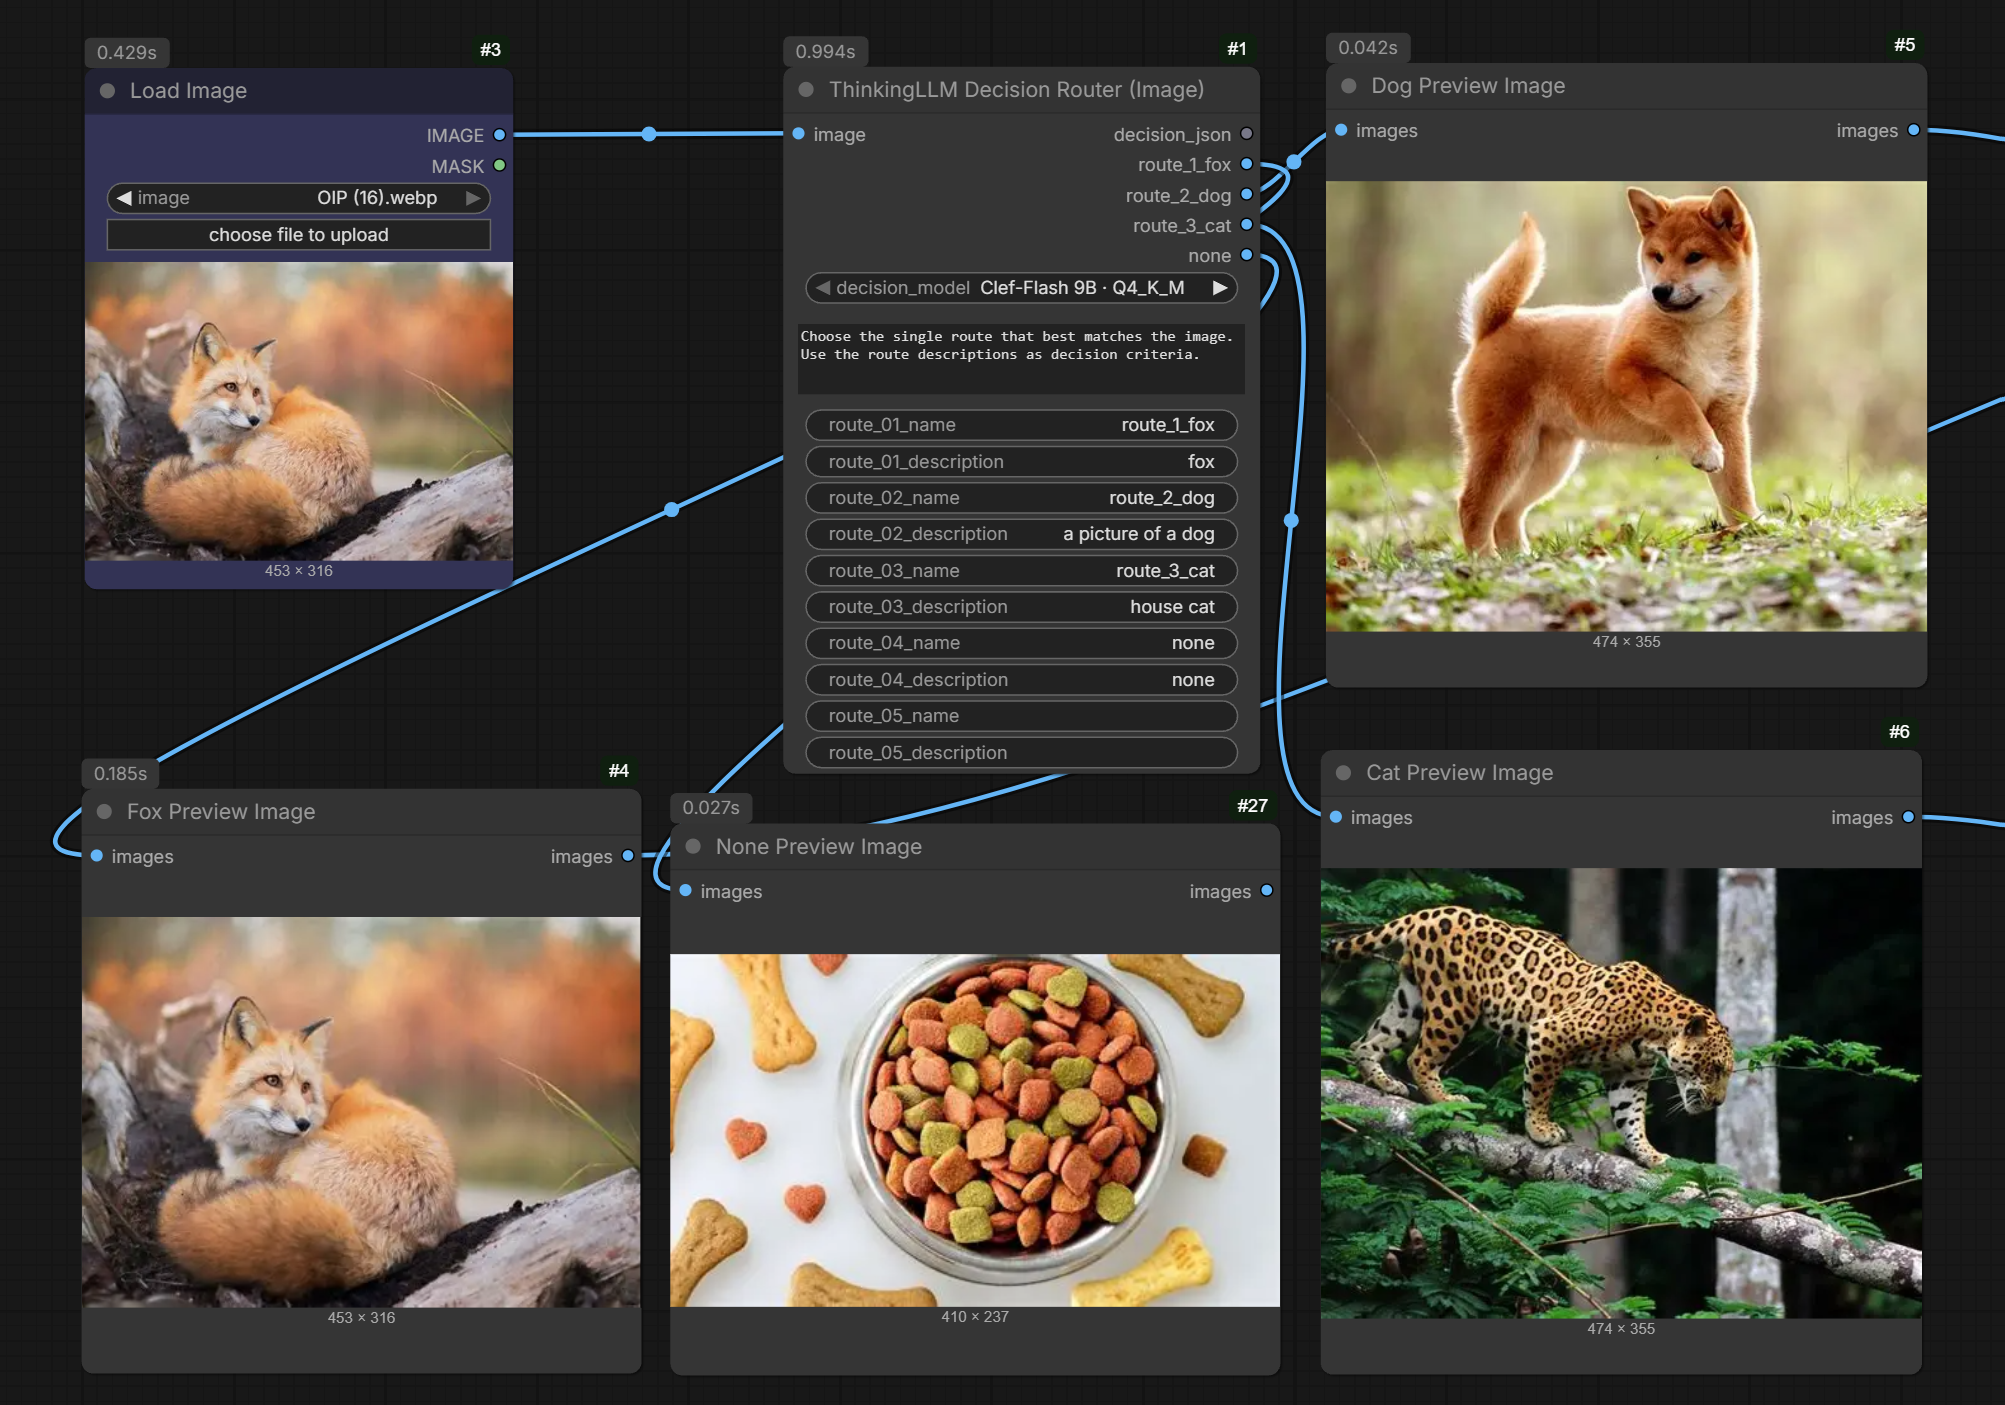 0.429s
#3
Load Image
IMAGE
MASK
image OIP (16).webp
choose file to upload
453 × 316
0.994s
#1
ThinkingLLM Decision Router (Image)
image
decision_json
route_1_fox
route_2_dog
route_3_cat
none
decision_model Clef-Flash 9B · Q4_K_M
Choose the single route that best matches the image.
Use the route descriptions as decision criteria.
route_01_name route_1_fox
route_01_description fox
route_02_name route_2_dog
route_02_description a picture of a dog
route_03_name route_3_cat
route_03_description house cat
route_04_name none
route_04_description none
route_05_name
route_05_description
0.042s
#5
Dog Preview Image
images images
474 × 355
0.185s
#4
Fox Preview Image
images images
453 × 316
0.027s
#27
None Preview Image
images images
410 × 237
#6
Cat Preview Image
images images
474 × 355